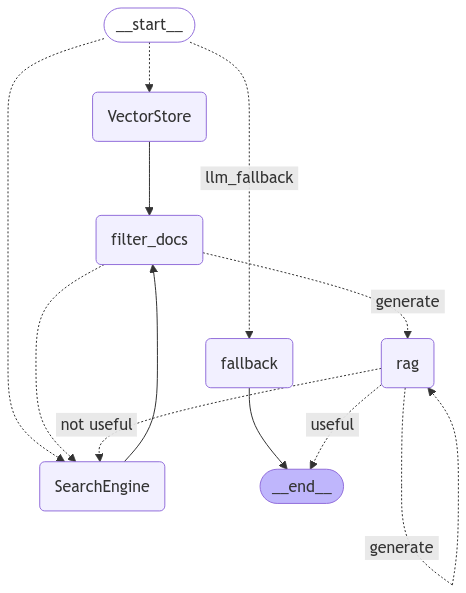 __start__
VectorStore
llm_fallback
filter_docs
generate
fallback
rag
not useful
useful
SearchEngine
__end__
generate